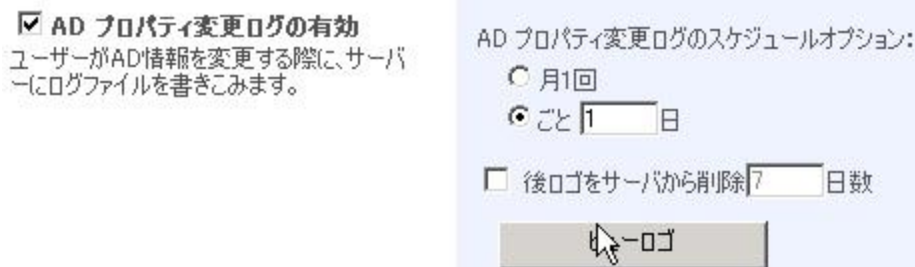 AD プロパティ変更ログの有効
ユーザーがAD情報を変更する際に、サーバ
ーにログファイルを書きこみます。
AD プロパティ変更ログのスケジュールオプション:
月1回
ごと 1 日
後ロゴをサーバから削除 7 日数
ビューロゴ